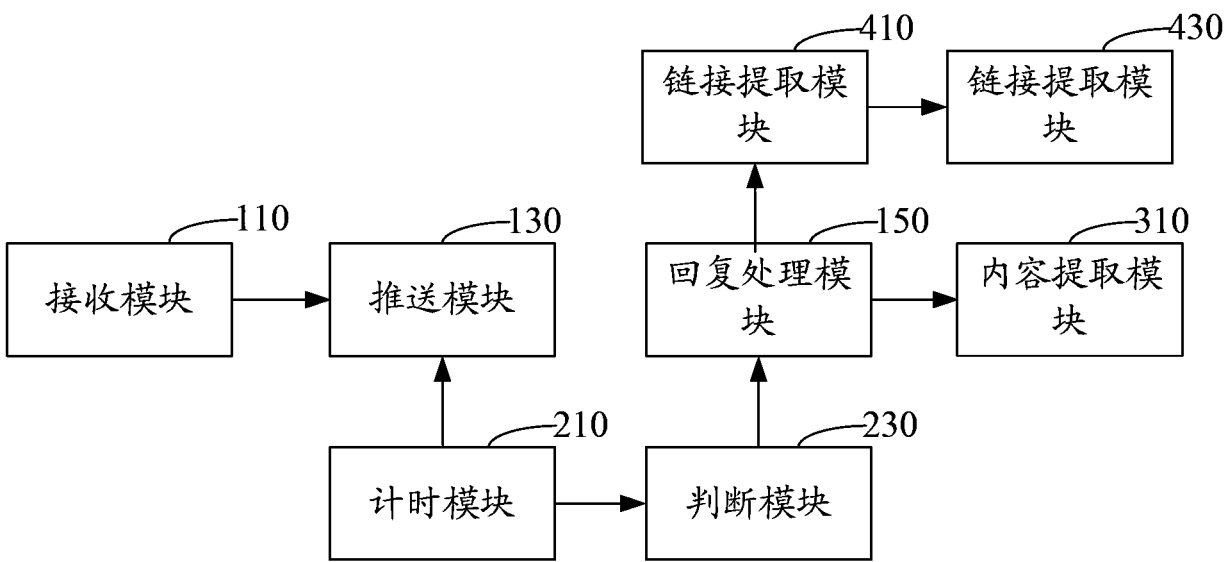 410
链接提取模
块
430
链接提取模
块
110
接收模块
130
推送模块
150
回复处理模
块
310
内容提取模
块
210
计时模块
230
判断模块